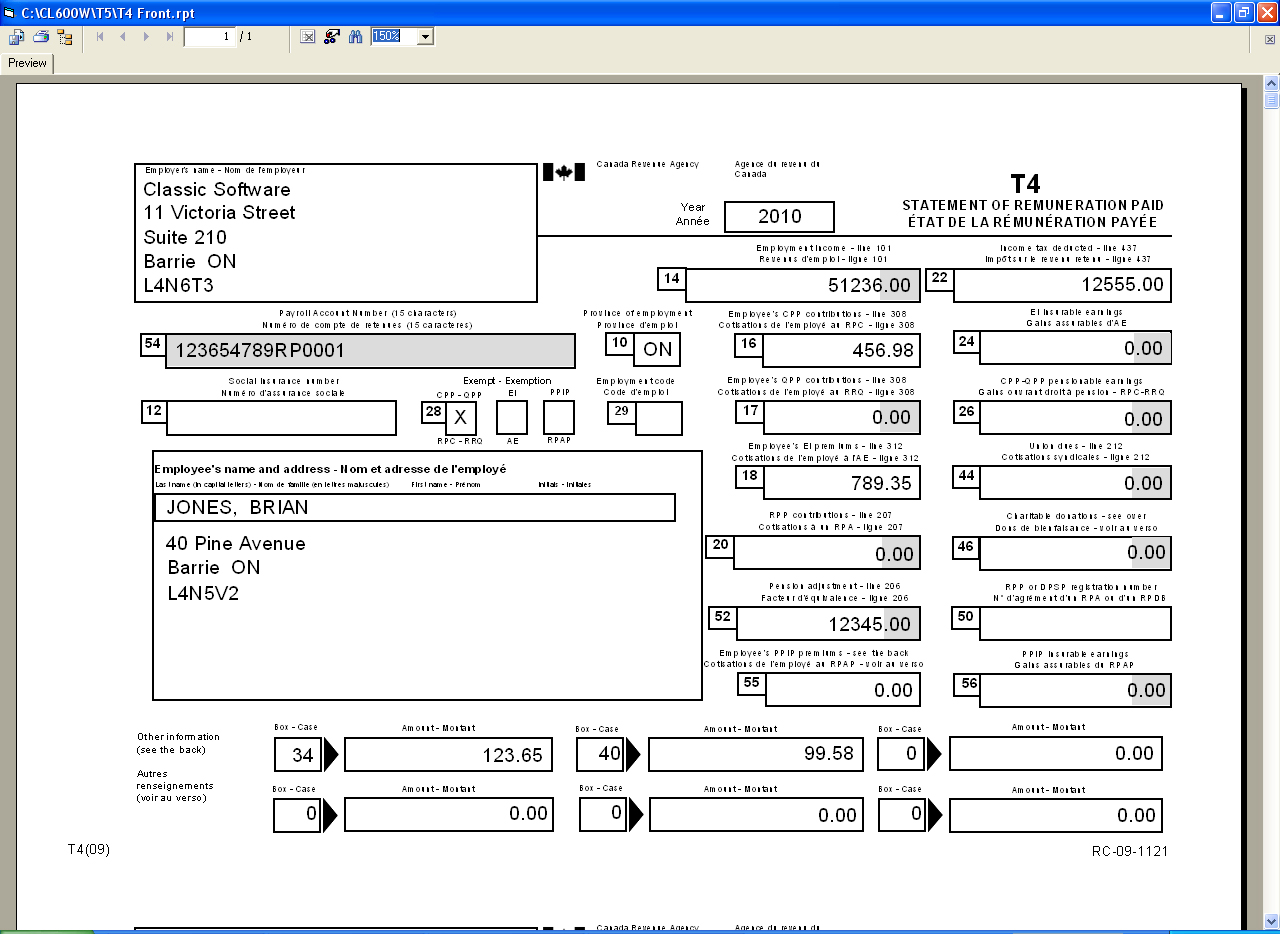 C:\CL600W\T5\T4 Front.rpt
1 / 1
150%
Preview
Employer's name - Nom de l'employeur
Classic Software
11 Victoria Street
Suite 210
Barrie ON
L4N6T3
Canada Revenue Agency
Agence du revenu du
Canada
Year
Année
2010
T4
STATEMENT OF REMUNERATION PAID
ÉTAT DE LA RÉMUNÉRATION PAYÉE
Employment income - line 101
Revenus d'emploi - ligne 101
14 51236.00
Income tax deducted - line 437
Impôt sur le revenu retenu - ligne 437
22 12555.00
Payroll Account Number (15 characters)
Numéro de compte de retenues (15 caractères)
54 123654789RP0001
Province of employment
Province d'emploi
10 ON
Employee's CPP contributions - line 308
Cotisations de l'employé au RPC - ligne 308
16 456.98
EI insurable earnings
Gains assurables d'AE
24 0.00
Social insurance number
Numéro d'assurance sociale
12
Exempt - Exemption
CPP - QPP EI PPIP
28 X
RPC - RRQ AE RPAP
Employment code
Code d'emploi
29
Employee's QPP contributions - line 308
Cotisations de l'employé au RRQ - ligne 308
17 0.00
CPP-QPP pensionable earnings
Gains ouvrant droit à pension - RPC-RRQ
26 0.00
Employee's EI premiums - line 312
Cotisations de l'employé à l'AE - ligne 312
18 789.35
Union dues - line 212
Cotisations syndicales - ligne 212
44 0.00
Employee's name and address - Nom et adresse de l'employé
Last name (in capital letters) - Nom de famille (en lettres majuscules) First name - Prénom Initials - Initiales
JONES, BRIAN
40 Pine Avenue
Barrie ON
L4N5V2
RPP contributions - line 207
Cotisations à un RPA - ligne 207
20 0.00
Charitable donations - see over
Dons de bienfaisance - voir au verso
46 0.00
Pension adjustment - line 206
Facteur d'équivalence - ligne 206
52 12345.00
RPP or DPSP registration number
N° d'agrément d'un RPA ou d'un RPDB
50
Employee's PPIP premiums - see the back
Cotisations de l'employé au RPAP - voir au verso
55 0.00
PPIP insurable earnings
Gains assurables du RPAP
56 0.00
Other information
(see the back)
Autres
renseignements
(voir au verso)
Box - Case Amount - Montant Box - Case Amount - Montant Box - Case Amount - Montant
34 123.65 40 99.58 0 0.00
Box - Case Amount - Montant Box - Case Amount - Montant Box - Case Amount - Montant
0 0.00 0 0.00 0 0.00
T4(09)
RC-09-1121
Canada Revenue Agency
Agence du revenu du